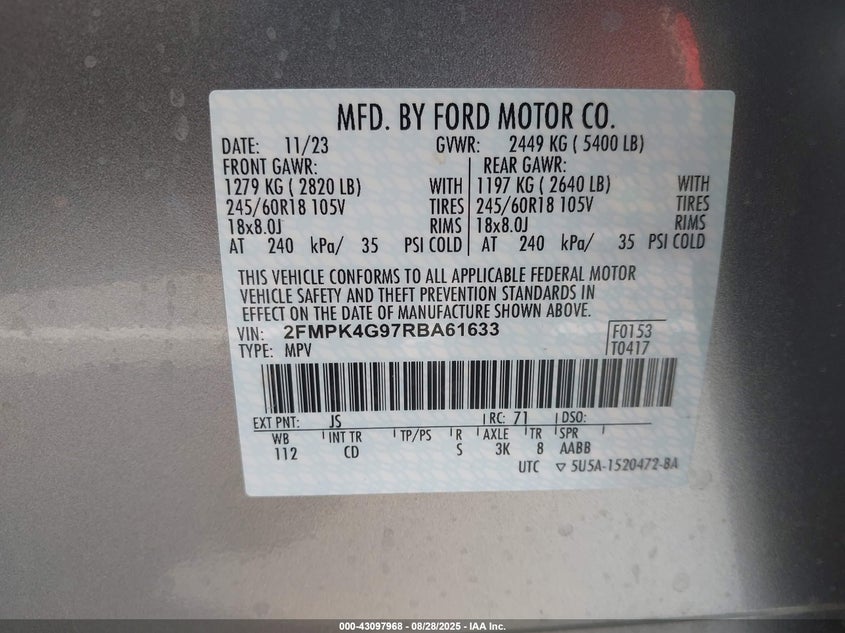 MFD. BY FORD MOTOR CO.
DATE: 11/23 GVWR: 2449 KG ( 5400 LB)
FRONT GAWR: REAR GAWR:
1279 KG ( 2820 LB) WITH 1197 KG ( 2640 LB) WITH
245/60R18 105V TIRES 245/60R18 105V TIRES
18x8.0J RIMS 18x8.0J RIMS
AT 240 kPa/ 35 PSI COLD AT 240 kPa/ 35 PSI COLD
THIS VEHICLE CONFORMS TO ALL APPLICABLE FEDERAL MOTOR
VEHICLE SAFETY AND THEFT PREVENTION STANDARDS IN
EFFECT ON THE DATE OF MANUFACTURE SHOWN ABOVE.
VIN: 2FMPK4G97RBA61633 F0153
TYPE: MPV T0417
EXT PNT: JS RC: 71 DSO:
WB INT TR TP/PS R AXLE TR SPR
112 CD S 3K 8 AABB
UTC ▽ 5U5A-1520472-BA
000-43097968 - 08/28/2025 - IAA Inc.